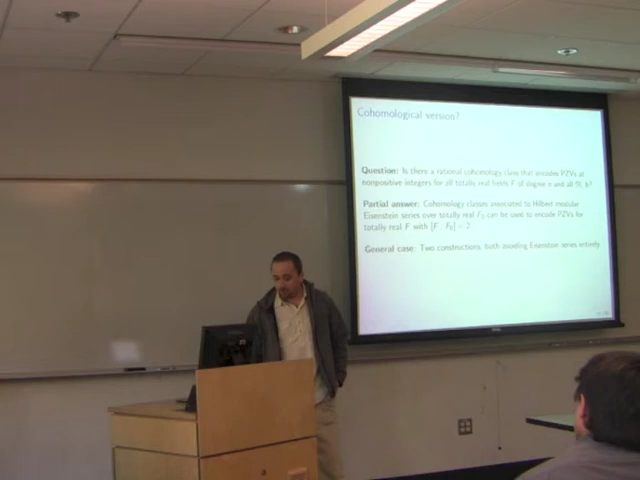 Cohomological version?
Question: Is there a rational cohomology class that encodes PZVs at
nonpositive integers for all totally real fields F of degree n and all
Partial answer: Cohomology classes associated to Hilbert modular
Eisenstein series over totally real F₀ can be used to encode PZVs for
totally real F with [F : F₀] = 2
General case: Two constructions, both avoiding Eisenstein series entirely.